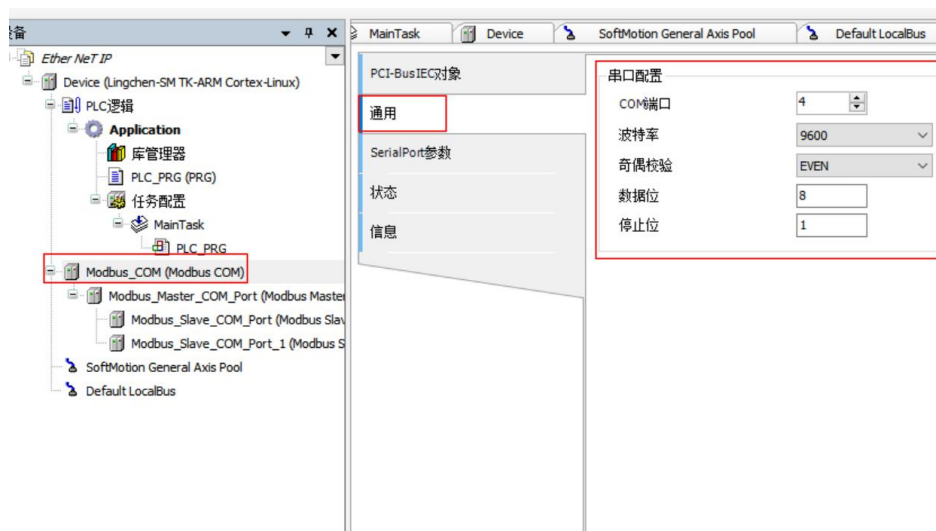 设备
Ether NeT IP
Device (Lingchen-SM TK-ARM Cortex-Linux)
PLC逻辑
Application
库管理器
PLC_PRG (PRG)
任务配置
MainTask
PLC_PRG
Modbus_COM (Modbus COM)
Modbus_Master_COM_Port (Modbus Master
Modbus_Slave_COM_Port (Modbus Slav
Modbus_Slave_COM_Port_1 (Modbus S
SoftMotion General Axis Pool
Default LocalBus
MainTask Device SoftMotion General Axis Pool Default LocalBus
PCI-BusIEC对象
通用
SerialPort参数
状态
信息
串口配置
COM端口 4
波特率 9600
奇偶校验 EVEN
数据位 8
停止位 1